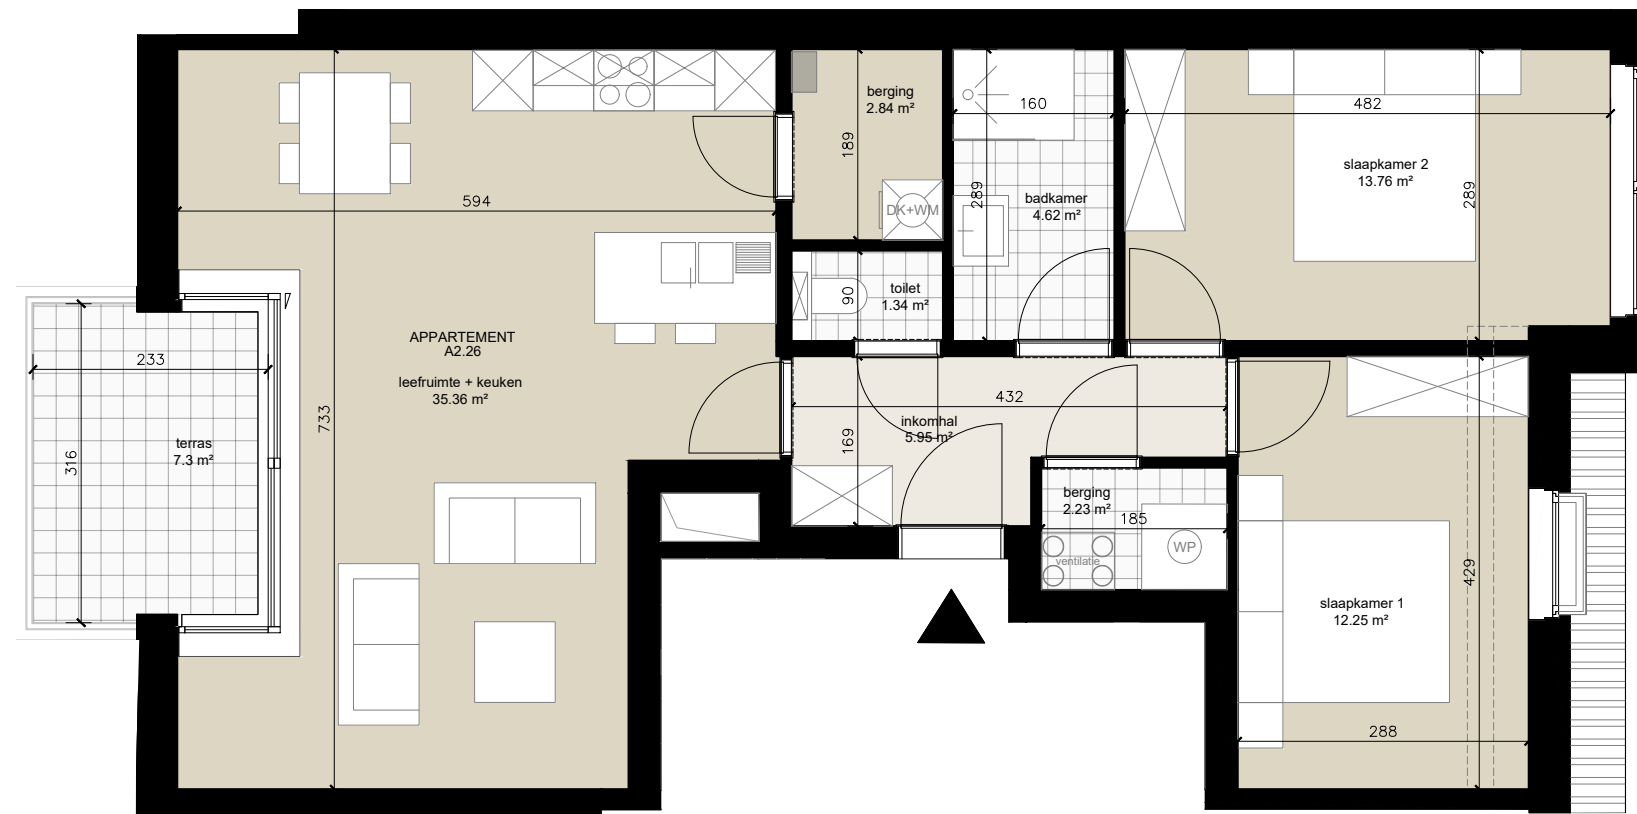 berging
2.84 m²
189
DK+WM
160
289
badkamer
4.62 m²
482
slaapkamer 2
13.76 m²
289
594
toilet
1.34 m²
90
APPARTEMENT
A2.26
leefruimte + keuken
35.36 m²
233
terras
7.3 m²
316
733
432
inkomhal
5.95 m²
169
berging
2.23 m²
185
WP
ventilatie
slaapkamer 1
12.25 m²
429
288